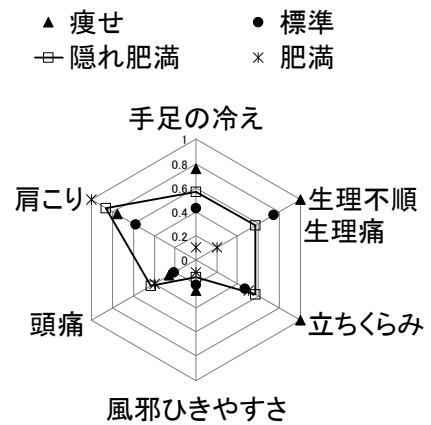 痩せ 標準
隠れ肥満 肥満
手足の冷え
1
0.8
0.6
0.4
0.2
0
肩こり
生理不順
生理痛
頭痛
立ちくらみ
風邪ひきやすさ